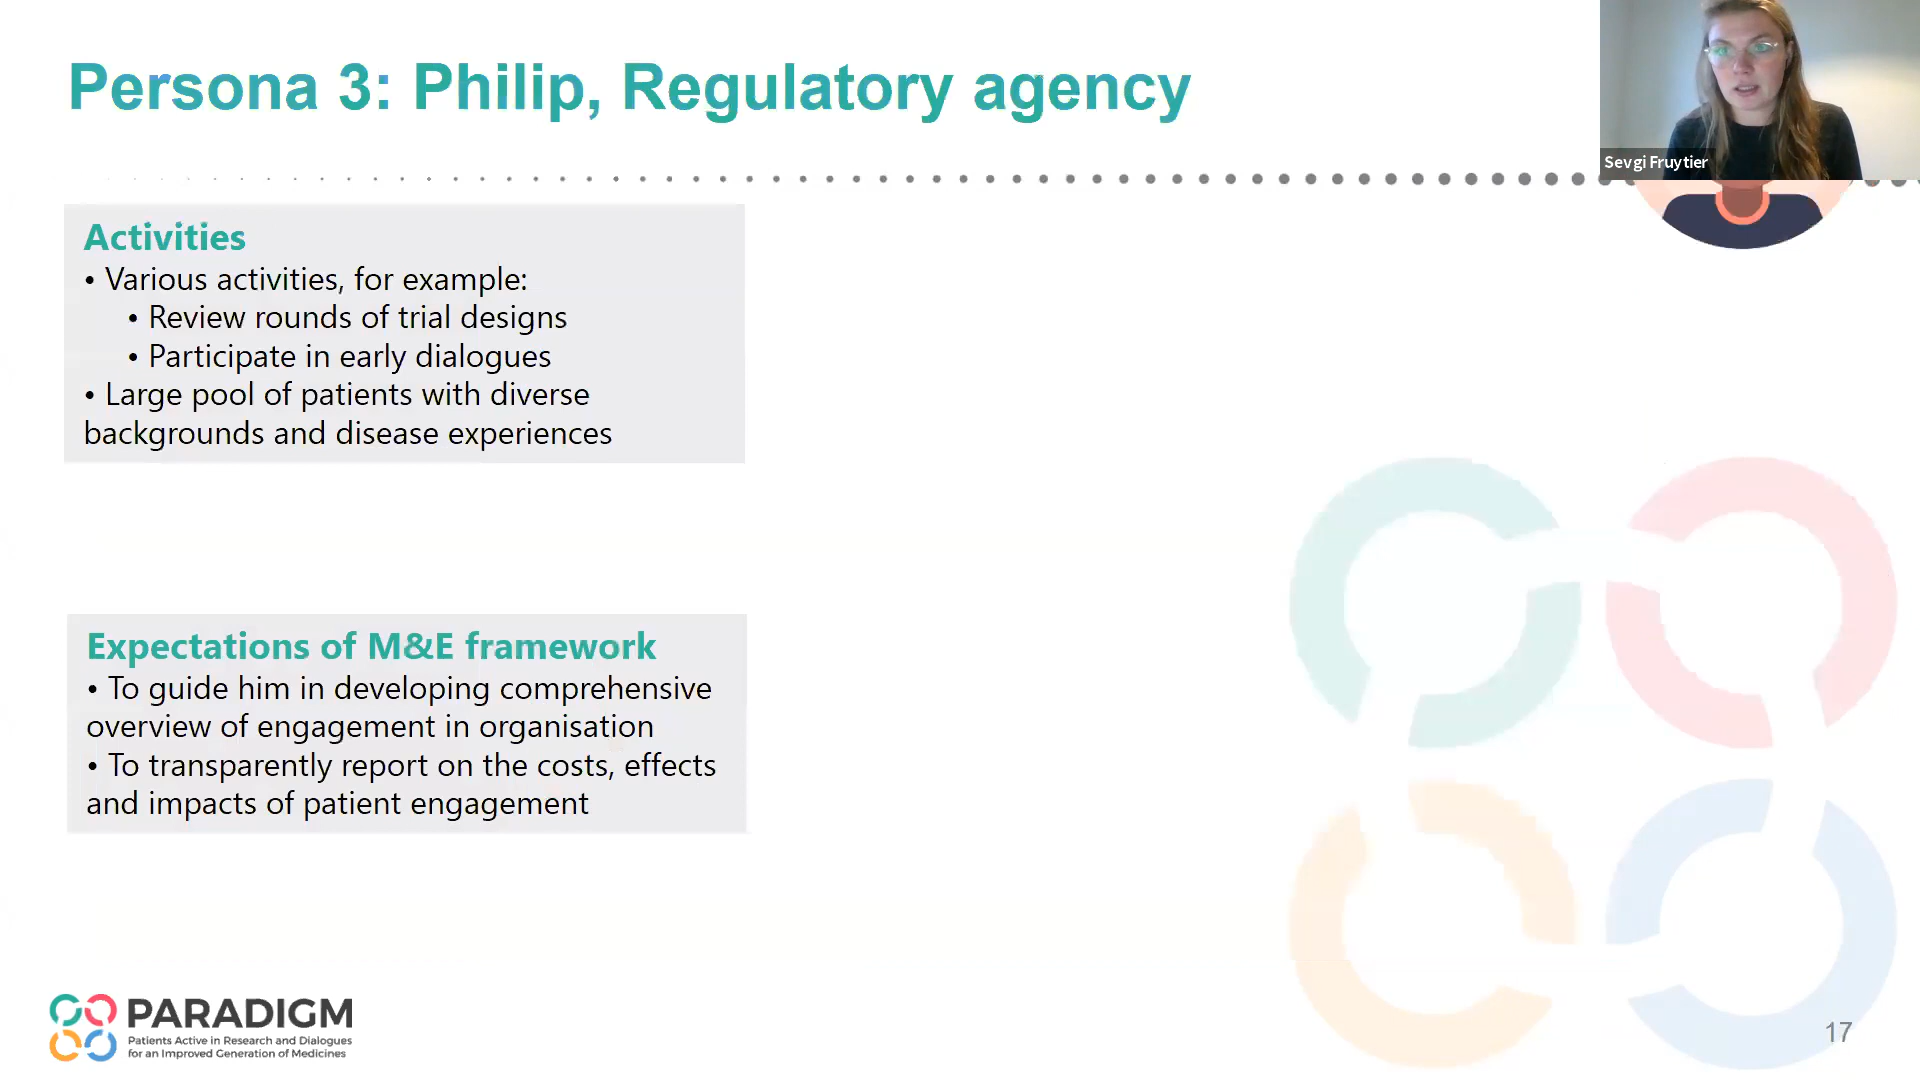 Persona 3: Philip, Regulatory agency
Sevgi Fruytier
Activities
• Various activities, for example:
• Review rounds of trial designs
• Participate in early dialogues
• Large pool of patients with diverse
backgrounds and disease experiences
Expectations of M&E framework
• To guide him in developing comprehensive
overview of engagement in organisation
• To transparently report on the costs, effects
and impacts of patient engagement
PARADIGM
Patients Active in Research and Dialogues
for an Improved Generation of Medicines
17